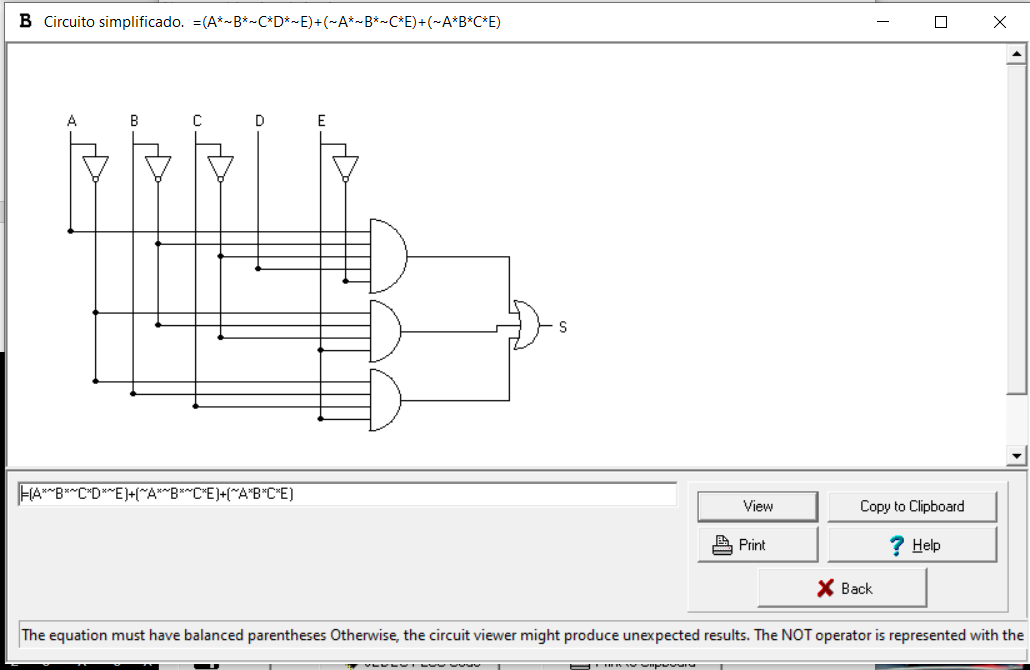 B Circuito simplificado. =(A*~B*~C*D*~E)+(~A*~B*~C*E)+(~A*B*C*E)
A B C D E
S
=(A*~B*~C*D*~E)+(~A*~B*~C*E)+(~A*B*C*E)
View Copy to Clipboard
Print ? Help
Back
The equation must have balanced parentheses Otherwise, the circuit viewer might produce unexpected results. The NOT operator is represented with the